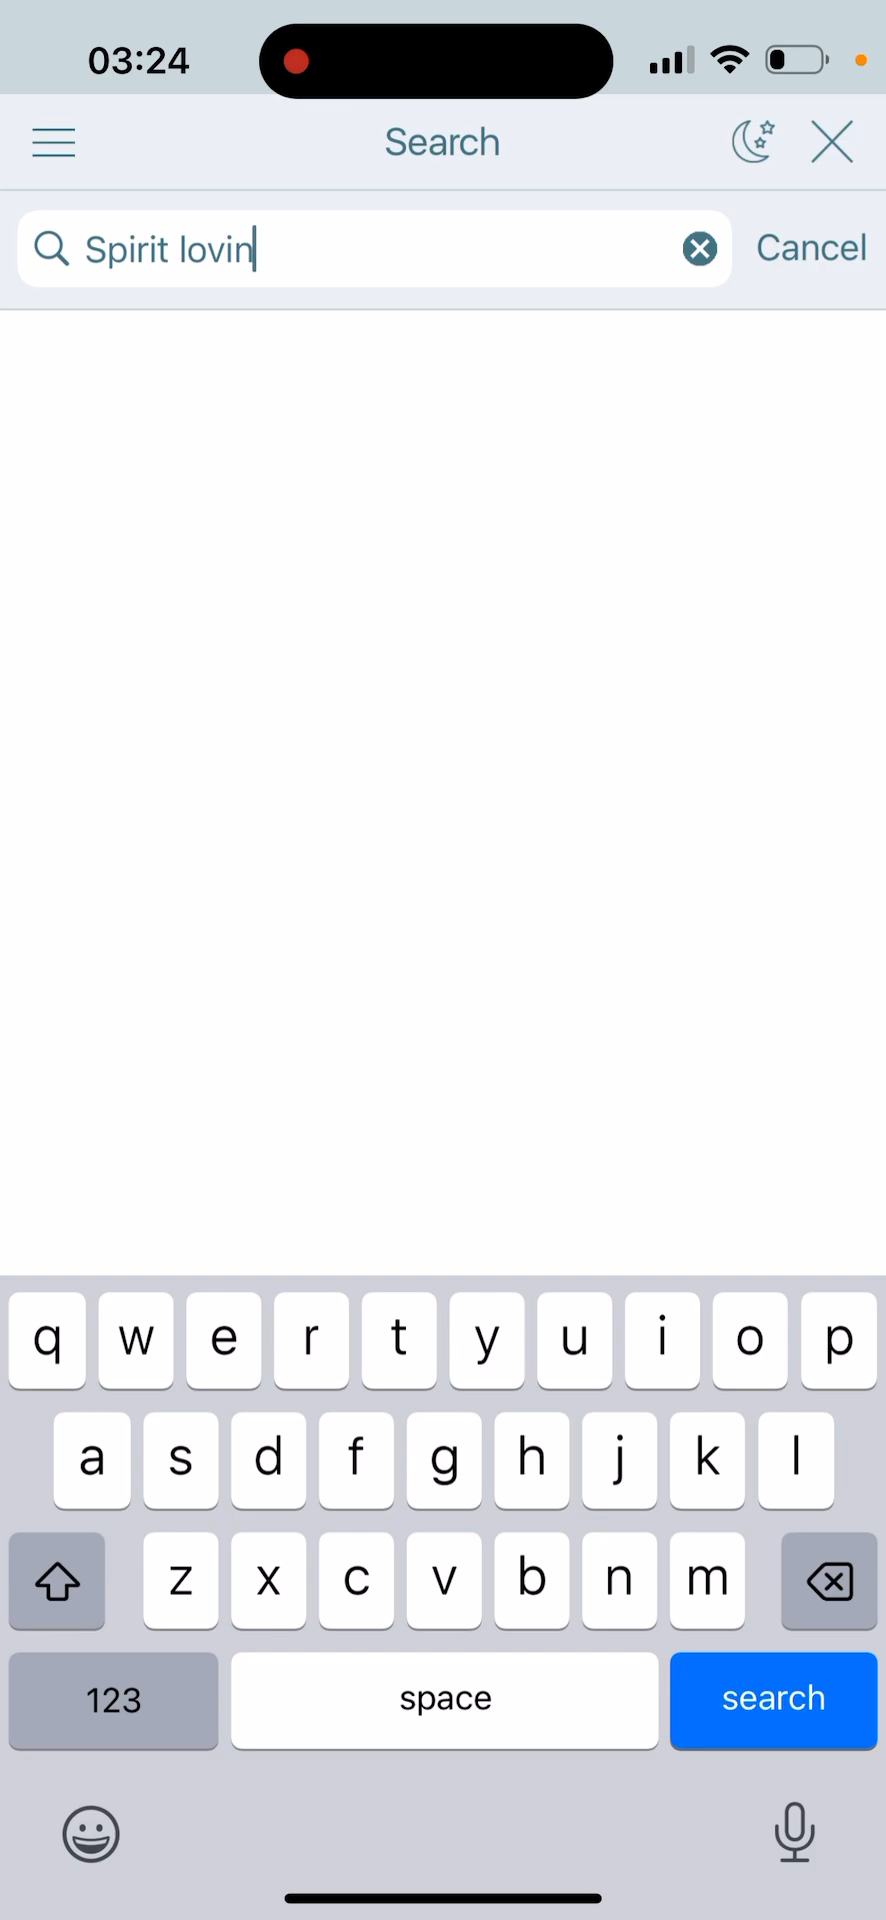 03:24
Search
Spirit lovin
Cancel
q w e r t y u i o p
a s d f g h j k l
z x c v b n m
123 space search